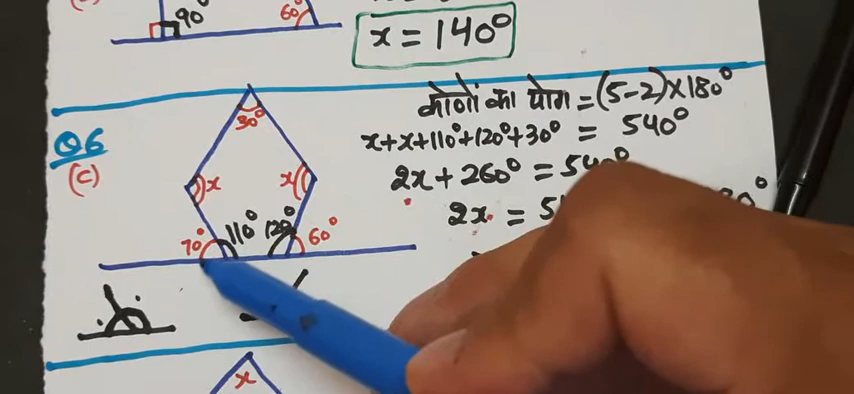 90°
60°
x = 140°
Q6
(c)
30°
x
x
110°
120°
70°
60°
कोणों का योग = (5-2)×180°
x+x+110°+120°+30° = 540°
2x + 260° = 540°
2x = 5
x